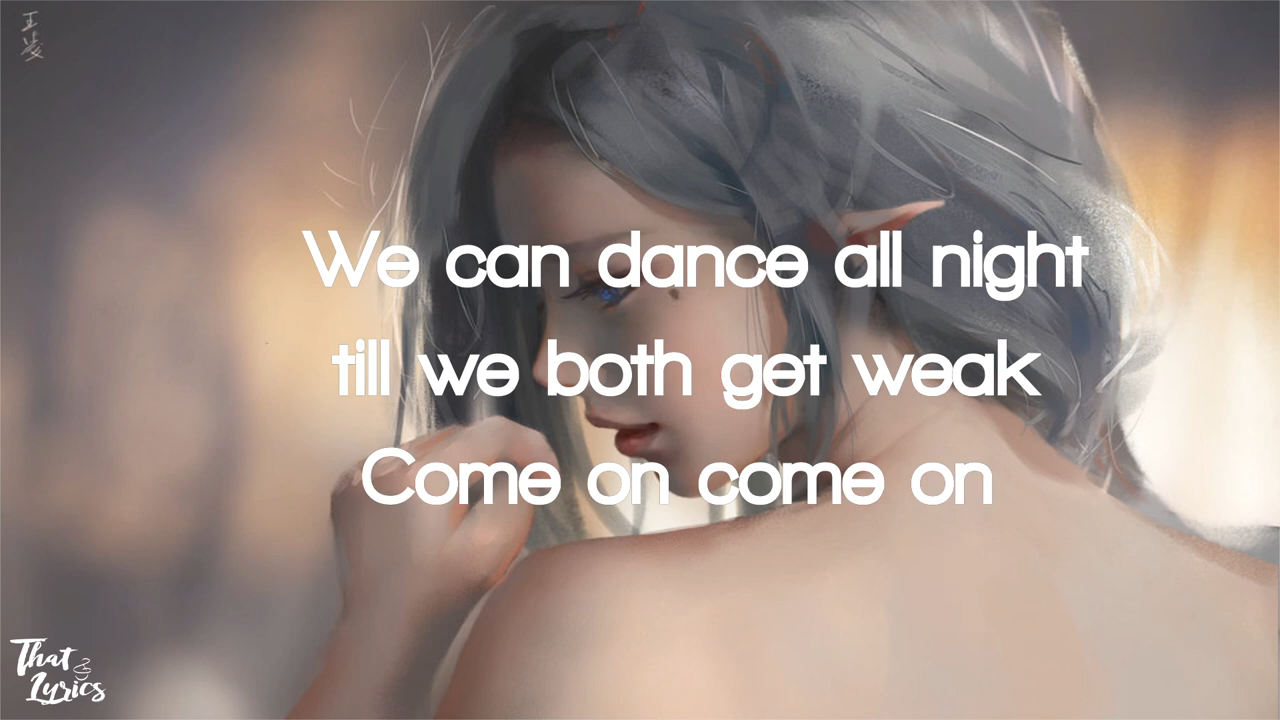 We can dance all night
till we both get weak
Come on come on
That
Lyrics